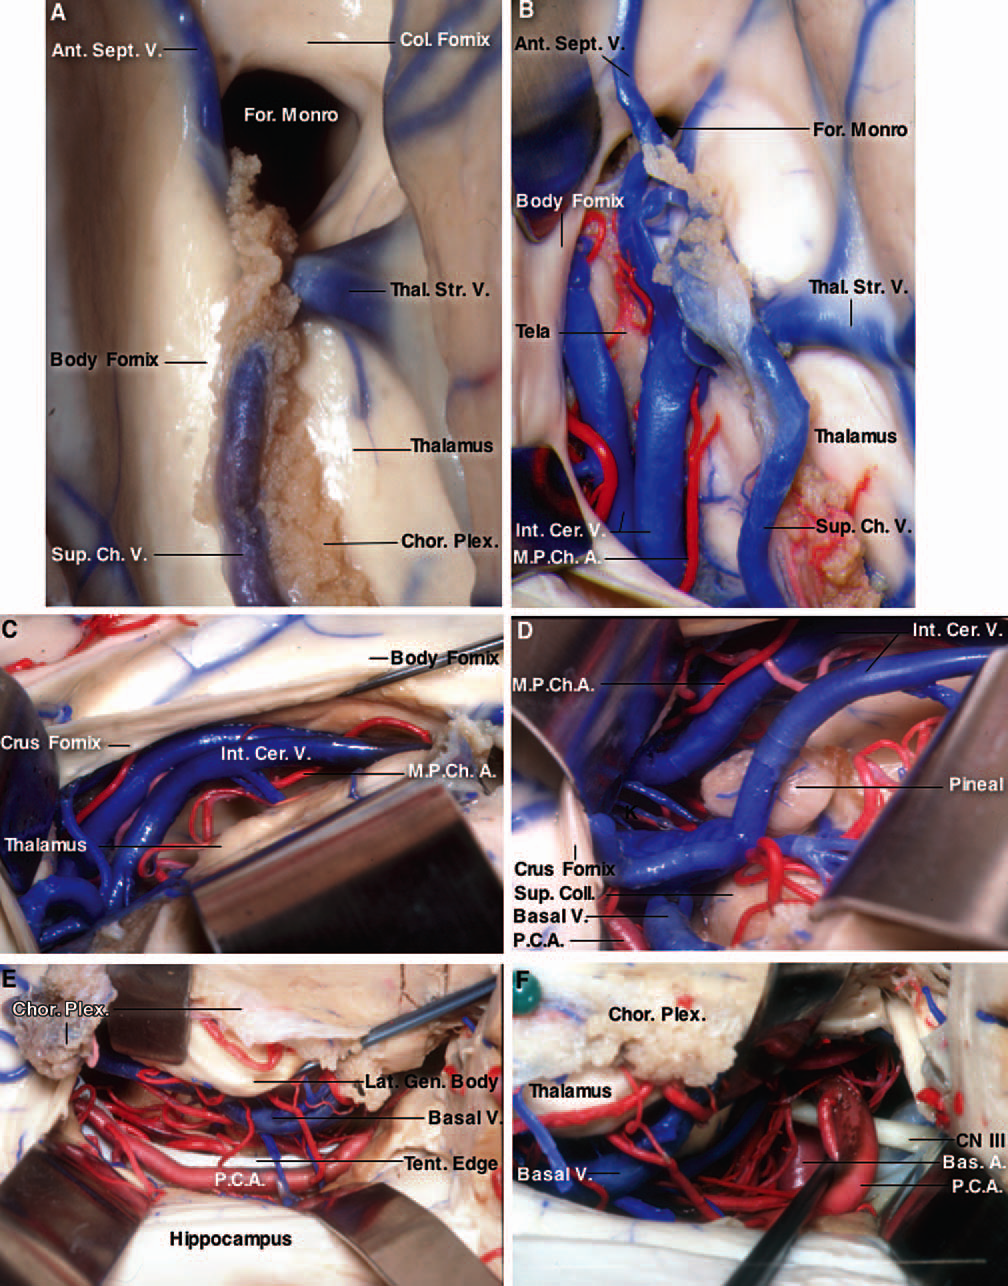 A
Ant. Sept. V.
Col. Fornix
For. Monro
Thal. Str. V.
Body Fornix
Thalamus
Sup. Ch. V.
Chor. Plex.
B
Ant. Sept. V.
For. Monro
Body Fornix
Thal. Str. V.
Tela
Thalamus
Int. Cer. V.
Sup. Ch. V.
M.P.Ch. A.
C
Body Fornix
Crus Fornix
Int. Cer. V.
M.P.Ch. A.
Thalamus
D
Int. Cer. V.
M.P.Ch.A.
Pineal
Crus Fornix
Sup. Coll.
Basal V.
P.C.A.
E
Chor. Plex.
Lat. Gen. Body
Basal V.
Tent. Edge
P.C.A.
Hippocampus
F
Chor. Plex.
Thalamus
CN III
Bas. A.
Basal V.
P.C.A.